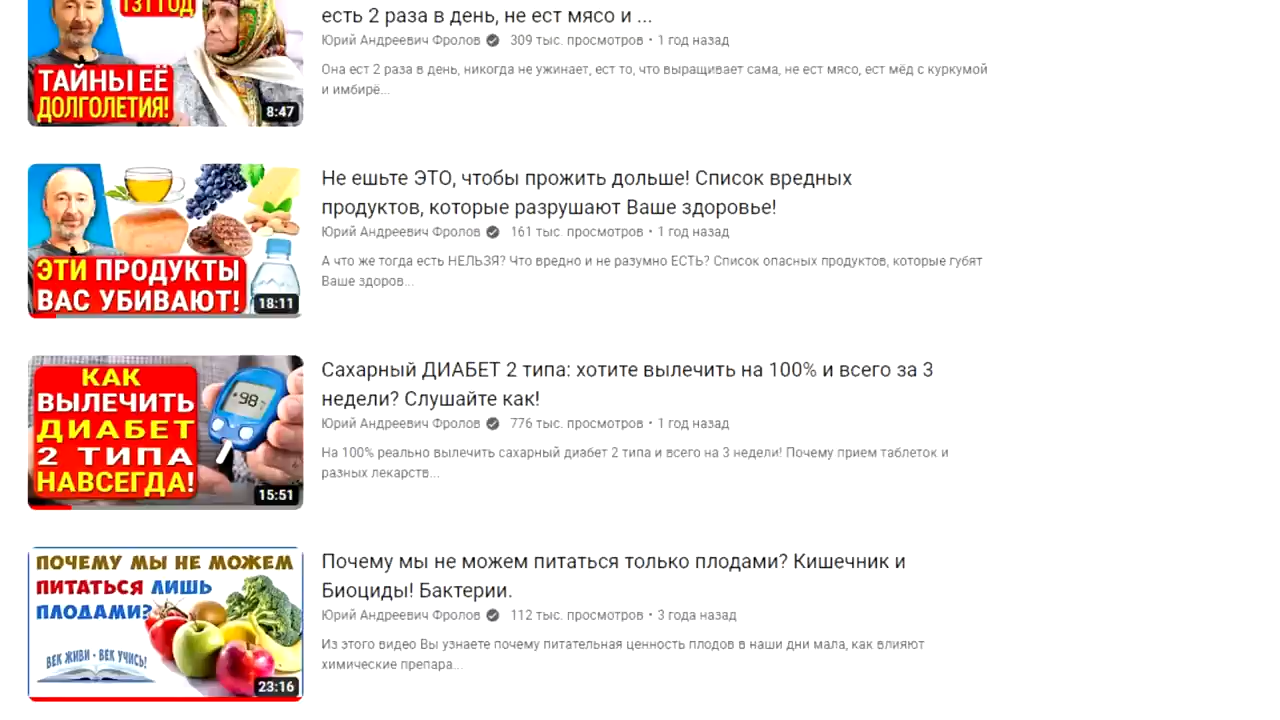 131 ГОД
ТАЙНЫ ЕЁ
ДОЛГОЛЕТИЯ!
8:47
есть 2 раза в день, не ест мясо и ...
Юрий Андреевич Фролов 309 тыс. просмотров • 1 год назад
Она ест 2 раза в день, никогда не ужинает, ест то, что выращивает сама, не ест мясо, ест мёд с куркумой
и имбирё...
ЭТИ ПРОДУКТЫ
ВАС УБИВАЮТ!
18:11
Не ешьте ЭТО, чтобы прожить дольше! Список вредных
продуктов, которые разрушают Ваше здоровье!
Юрий Андреевич Фролов 161 тыс. просмотров • 1 год назад
А что же тогда есть НЕЛЬЗЯ? Что вредно и не разумно ЕСТЬ? Список опасных продуктов, которые губят
Ваше здоров...
КАК
ВЫЛЕЧИТЬ
ДИАБЕТ
2 ТИПА
НАВСЕГДА!
98
15:51
Сахарный ДИАБЕТ 2 типа: хотите вылечить на 100% и всего за 3
недели? Слушайте как!
Юрий Андреевич Фролов 776 тыс. просмотров • 1 год назад
На 100% реально вылечить сахарный диабет 2 типа и всего на 3 недели! Почему прием таблеток и
разных лекарств...
ПОЧЕМУ МЫ НЕ МОЖЕМ
ПИТАТЬСЯ ЛИШЬ
ПЛОДАМИ?
ВЕК ЖИВИ - ВЕК УЧИСЬ!
23:16
Почему мы не можем питаться только плодами? Кишечник и
Биоциды! Бактерии.
Юрий Андреевич Фролов 112 тыс. просмотров • 3 года назад
Из этого видео Вы узнаете почему питательная ценность плодов в наши дни мала, как влияют
химические препара...